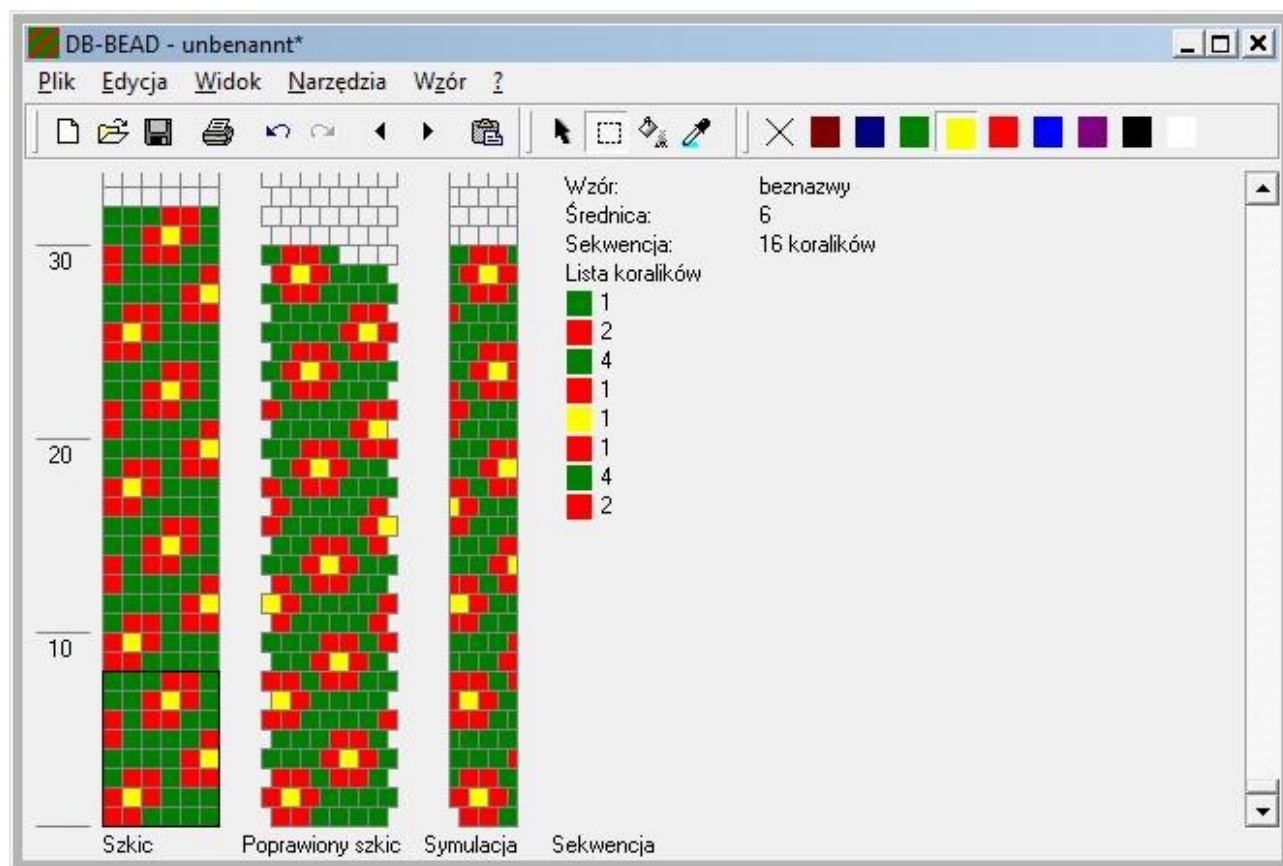 DB-BEAD - unbenannt*
Plik Edycja Widok Narzędzia Wzór ?
Wzór: beznazwy
Średnica: 6
Sekwencja: 16 koralików
Lista koralików
1
2
4
1
1
1
4
2
30
20
10
Szkic Poprawiony szkic Symulacja Sekwencja